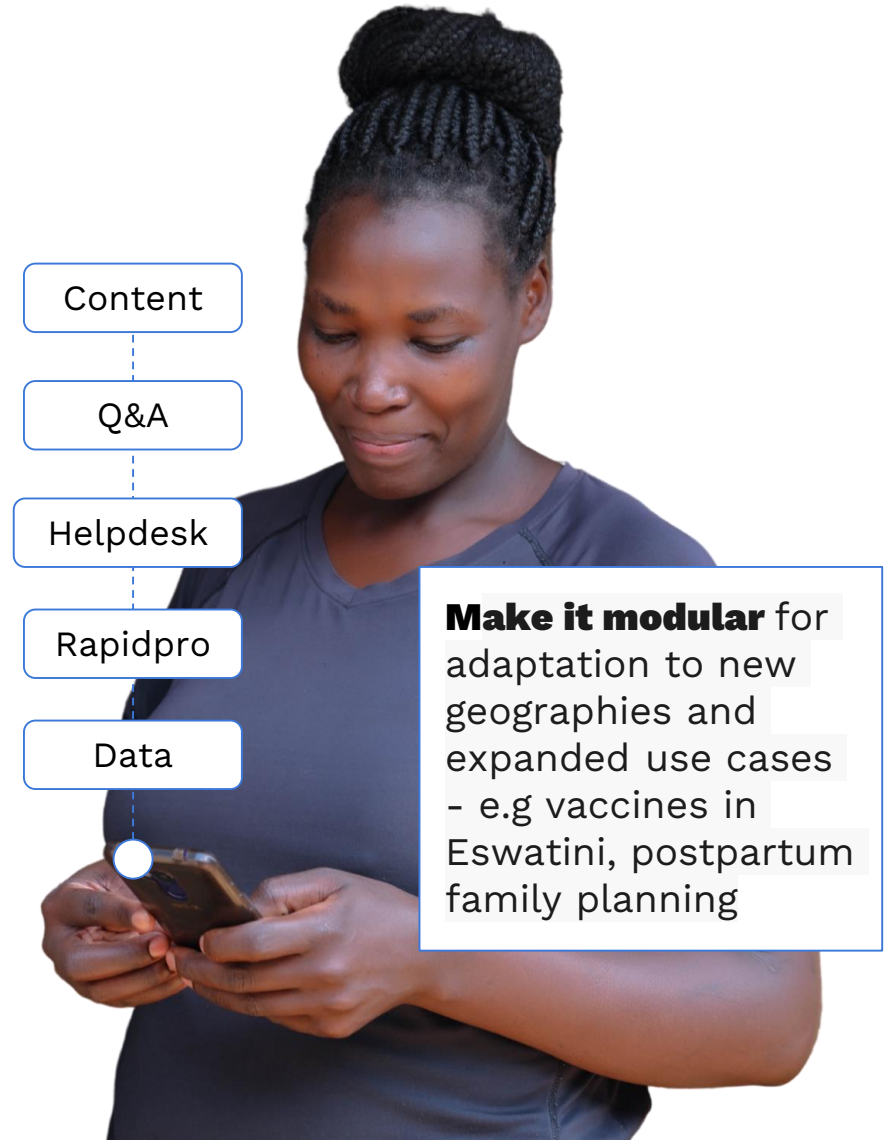 Content
Q&A
Helpdesk
Rapidpro
Data
Make it modular for
adaptation to new
geographies and
expanded use cases
- e.g vaccines in
Eswatini, postpartum
family planning